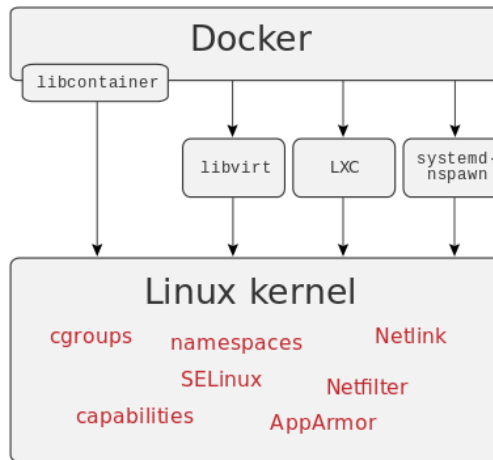 Docker
libcontainer
libvirt
LXC
systemd-
nspawn
Linux kernel
cgroups
namespaces
Netlink
SELinux
Netfilter
capabilities
AppArmor